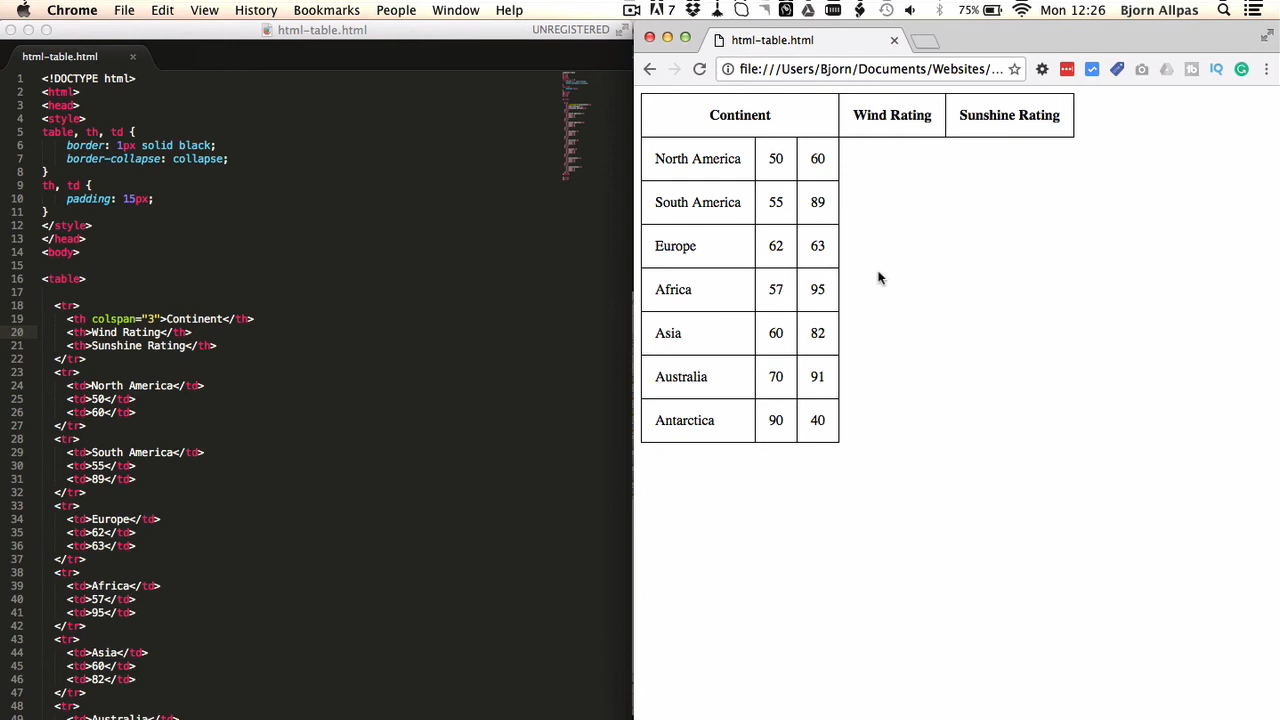 Chrome File Edit View History Bookmarks People Window Help 7 75% Mon 12:26 Bjorn Allpas
html-table.html UNREGISTERED
html-table.html
1 <!DOCTYPE html>
2 <html>
3 <head>
4 <style>
5 table, th, td {
6 border: 1px solid black;
7 border-collapse: collapse;
8 }
9 th, td {
10 padding: 15px;
11 }
12 </style>
13 </head>
14 <body>
15
16 <table>
17
18 <tr>
19 <th colspan="3">Continent</th>
20 <th>Wind Rating</th>
21 <th>Sunshine Rating</th>
22 </tr>
23 <tr>
24 <td>North America</td>
25 <td>50</td>
26 <td>60</td>
27 </tr>
28 <tr>
29 <td>South America</td>
30 <td>55</td>
31 <td>89</td>
32 </tr>
33 <tr>
34 <td>Europe</td>
35 <td>62</td>
36 <td>63</td>
37 </tr>
38 <tr>
39 <td>Africa</td>
40 <td>57</td>
41 <td>95</td>
42 </tr>
43 <tr>
44 <td>Asia</td>
45 <td>60</td>
46 <td>82</td>
47 </tr>
48 <tr>
49 <td>Australia</td>
html-table.html
file:///Users/Bjorn/Documents/Websites/...
Continent Wind Rating Sunshine Rating
North America 50 60
South America 55 89
Europe 62 63
Africa 57 95
Asia 60 82
Australia 70 91
Antarctica 90 40